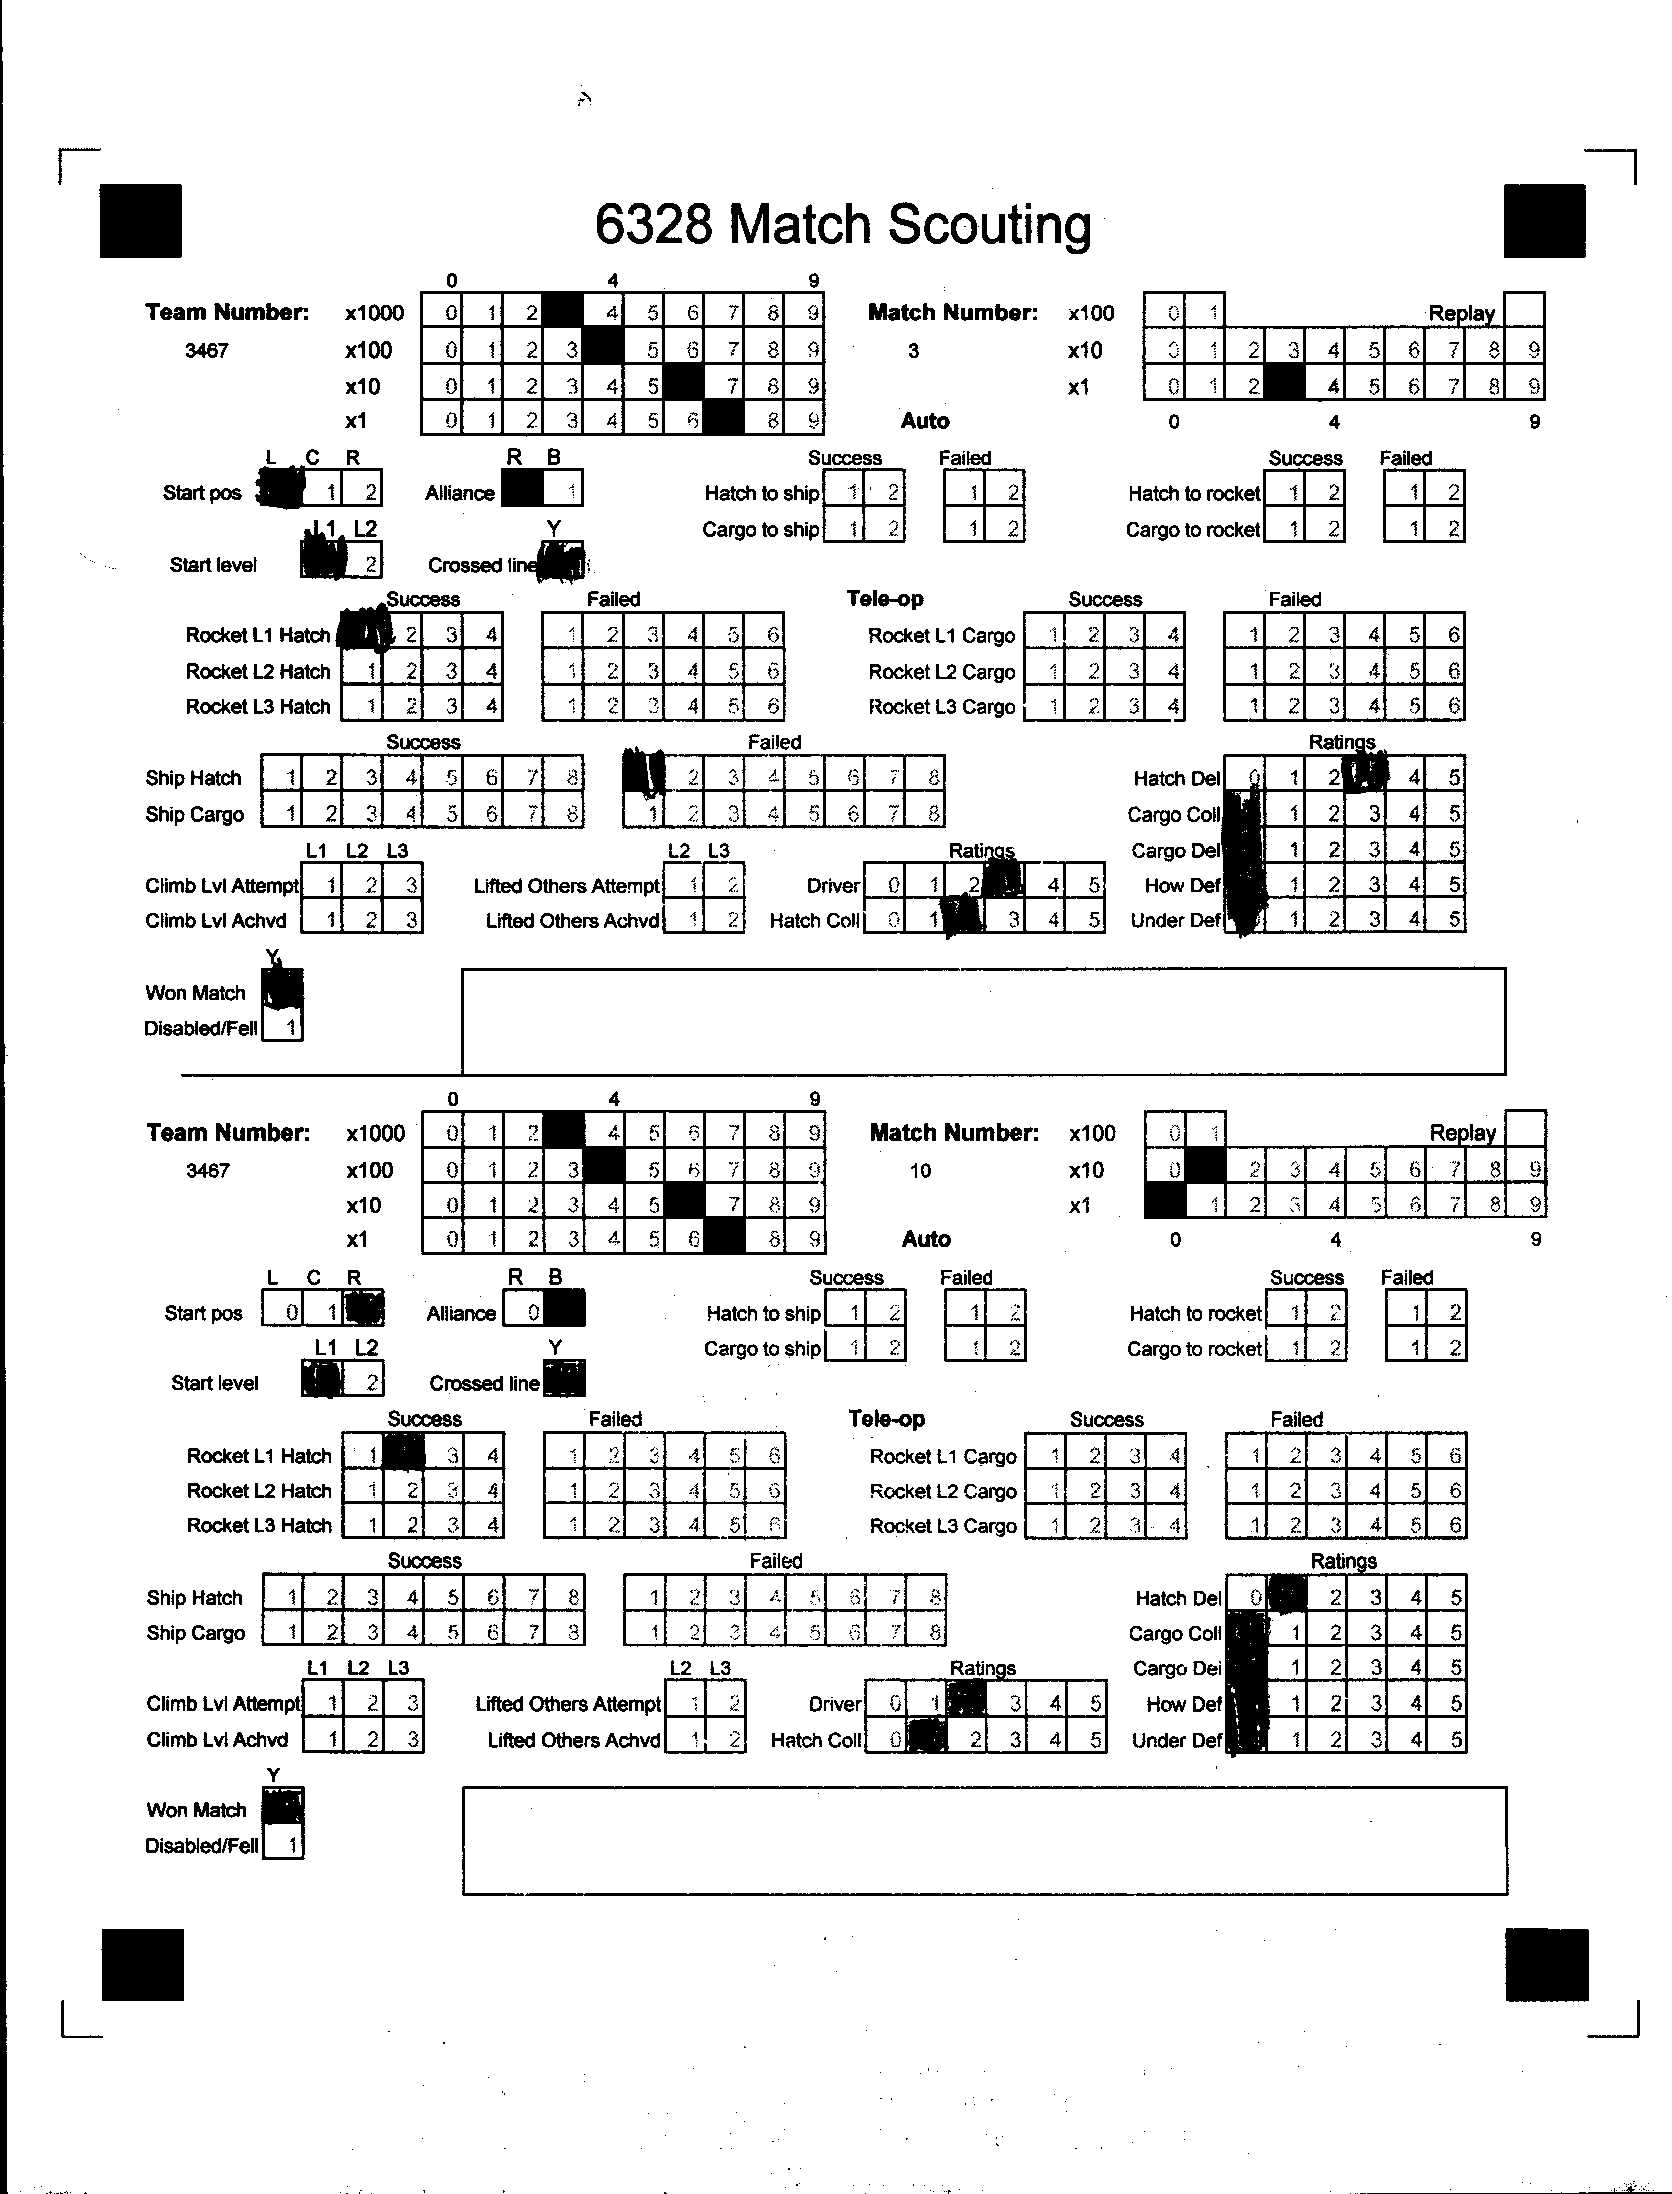 6328 Match Scouting
0 4 9
Team Number: x1000 0 1 2 4 5 6 7 8 9 Match Number: x100 0 1 Replay
3467 x100 0 1 2 3 5 6 7 8 9 3 x10 0 1 2 3 4 5 6 7 8 9
x10 0 1 2 3 4 5 7 8 9 x1 0 1 2 4 5 6 7 8 9
x1 0 1 2 3 4 5 6 8 9 Auto 0 4 9
L C R R B Success Failed Success Failed
Start pos 1 2 Alliance 1 Hatch to ship 1 2 1 2 Hatch to rocket 1 2 1 2
L1 L2 Y Cargo to ship 1 2 1 2 Cargo to rocket 1 2 1 2
Start level 2 Crossed line
Success Failed Tele-op Success Failed
Rocket L1 Hatch 2 3 4 1 2 3 4 5 6 Rocket L1 Cargo 1 2 3 4 1 2 3 4 5 6
Rocket L2 Hatch 1 2 3 4 1 2 3 4 5 6 Rocket L2 Cargo 1 2 3 4 1 2 3 4 5 6
Rocket L3 Hatch 1 2 3 4 1 2 3 4 5 6 Rocket L3 Cargo 1 2 3 4 1 2 3 4 5 6
Success Failed Ratings
Ship Hatch 1 2 3 4 5 6 7 8 2 3 4 5 6 7 8 Hatch Del 0 1 2 4 5
Ship Cargo 1 2 3 4 5 6 7 8 1 2 3 4 5 6 7 8 Cargo Coll 1 2 3 4 5
L1 L2 L3 L2 L3 Ratings Cargo Del 1 2 3 4 5
Climb Lvl Attempt 1 2 3 Lifted Others Attempt 1 2 Driver 0 1 2 4 5 How Def 1 2 3 4 5
Climb Lvl Achvd 1 2 3 Lifted Others Achvd 1 2 Hatch Coll 0 1 3 4 5 Under Def 1 2 3 4 5
Y
Won Match
Disabled/Fell 1
0 4 9
Team Number: x1000 0 1 2 4 5 6 7 8 9 Match Number: x100 0 1 Replay
3467 x100 0 1 2 3 5 6 7 8 9 10 x10 0 2 3 4 5 6 7 8 9
x10 0 1 2 3 4 5 7 8 9 x1 1 2 3 4 5 6 7 8 9
x1 0 1 2 3 4 5 6 8 9 Auto 0 4 9
L C R R B Success Failed Success Failed
Start pos 0 1 Alliance 0 Hatch to ship 1 2 1 2 Hatch to rocket 1 2 1 2
L1 L2 Y Cargo to ship 1 2 1 2 Cargo to rocket 1 2 1 2
Start level 2 Crossed line
Success Failed Tele-op Success Failed
Rocket L1 Hatch 1 3 4 1 2 3 4 5 6 Rocket L1 Cargo 1 2 3 4 1 2 3 4 5 6
Rocket L2 Hatch 1 2 3 4 1 2 3 4 5 6 Rocket L2 Cargo 1 2 3 4 1 2 3 4 5 6
Rocket L3 Hatch 1 2 3 4 1 2 3 4 5 6 Rocket L3 Cargo 1 2 3 4 1 2 3 4 5 6
Success Failed Ratings
Ship Hatch 1 2 3 4 5 6 7 8 1 2 3 4 5 6 7 8 Hatch Del 0 2 3 4 5
Ship Cargo 1 2 3 4 5 6 7 8 1 2 3 4 5 6 7 8 Cargo Coll 1 2 3 4 5
L1 L2 L3 L2 L3 Ratings Cargo Del 1 2 3 4 5
Climb Lvl Attempt 1 2 3 Lifted Others Attempt 1 2 Driver 0 1 3 4 5 How Def 1 2 3 4 5
Climb Lvl Achvd 1 2 3 Lifted Others Achvd 1 2 Hatch Coll 0 2 3 4 5 Under Def 1 2 3 4 5
Y
Won Match
Disabled/Fell 1